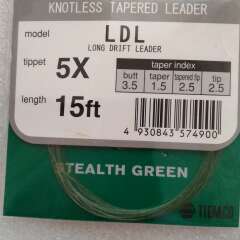 KNOTLESS TAPERED LEADER
model LDL
LONG DRIFT LEADER
tippet 5X
taper index
butt taper tapered tip tip
3.5 1.5 2.5 2.5
length 15ft
4 930843 574900
STEALTH GREEN
TIEMCO